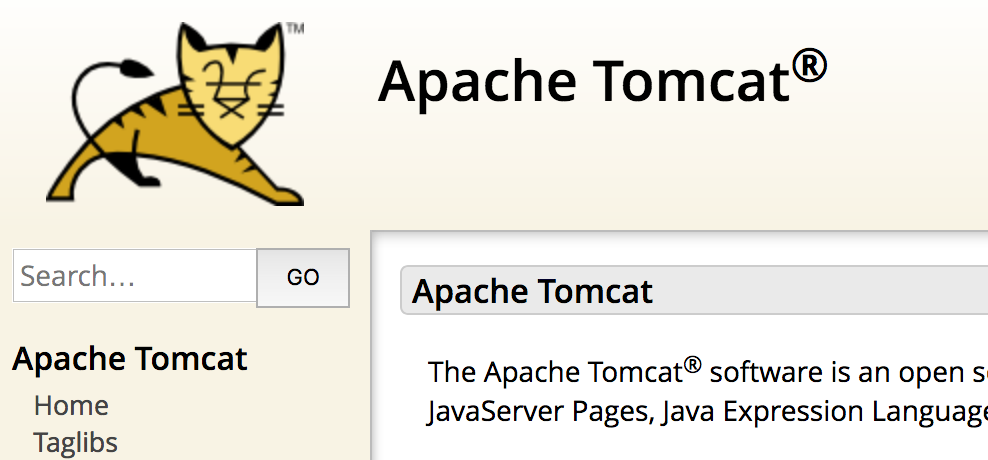 TM
Apache Tomcat®
Search...
GO
Apache Tomcat
Home
Taglibs
Apache Tomcat
The Apache Tomcat® software is an open
JavaServer Pages, Java Expression Language